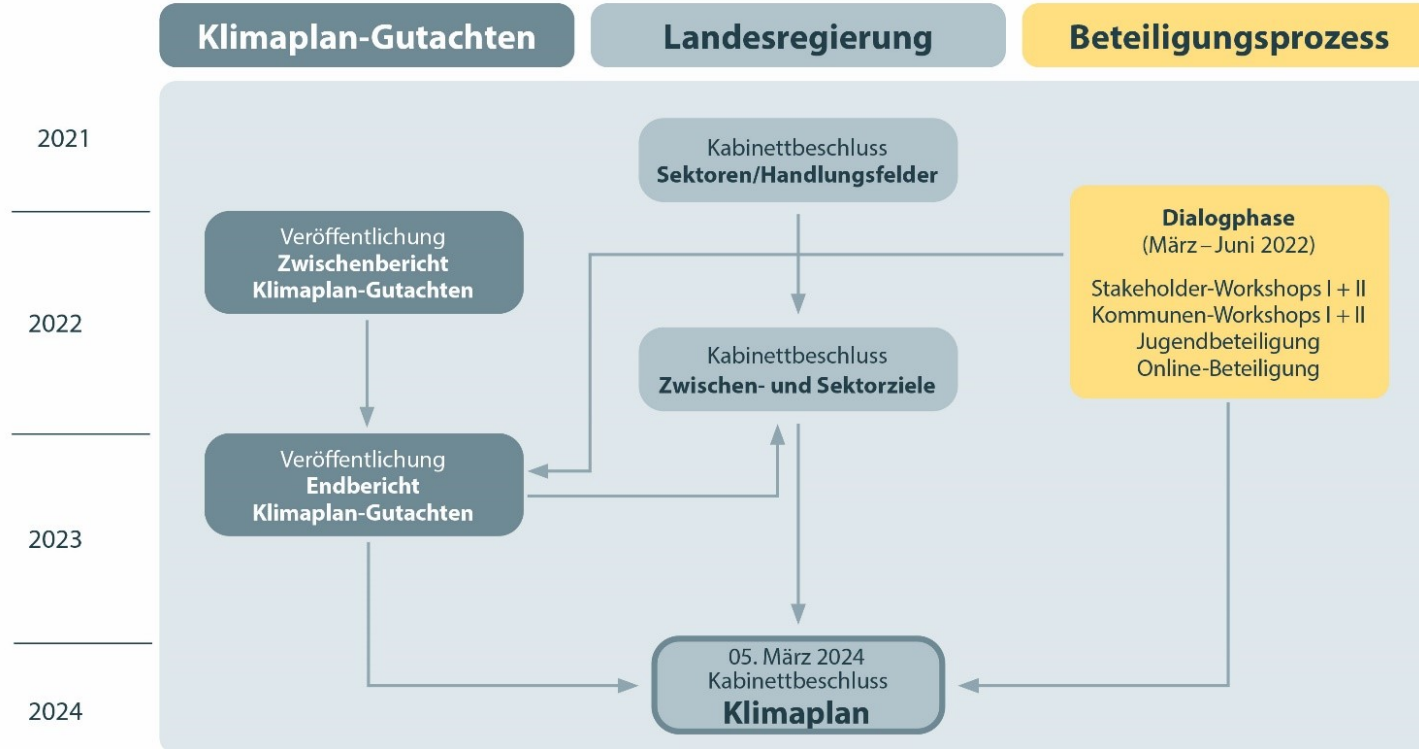 Klimaplan-Gutachten
Landesregierung
Beteiligungsprozess
2021
Kabinettbeschluss
Sektoren/Handlungsfelder
Veröffentlichung
Zwischenbericht
Klimaplan-Gutachten
Dialogphase
(März – Juni 2022)
Stakeholder-Workshops I + II
Kommunen-Workshops I + II
Jugendbeteiligung
Online-Beteiligung
2022
Kabinettbeschluss
Zwischen- und Sektorziele
Veröffentlichung
Endbericht
Klimaplan-Gutachten
2023
05. März 2024
Kabinettbeschluss
Klimaplan
2024